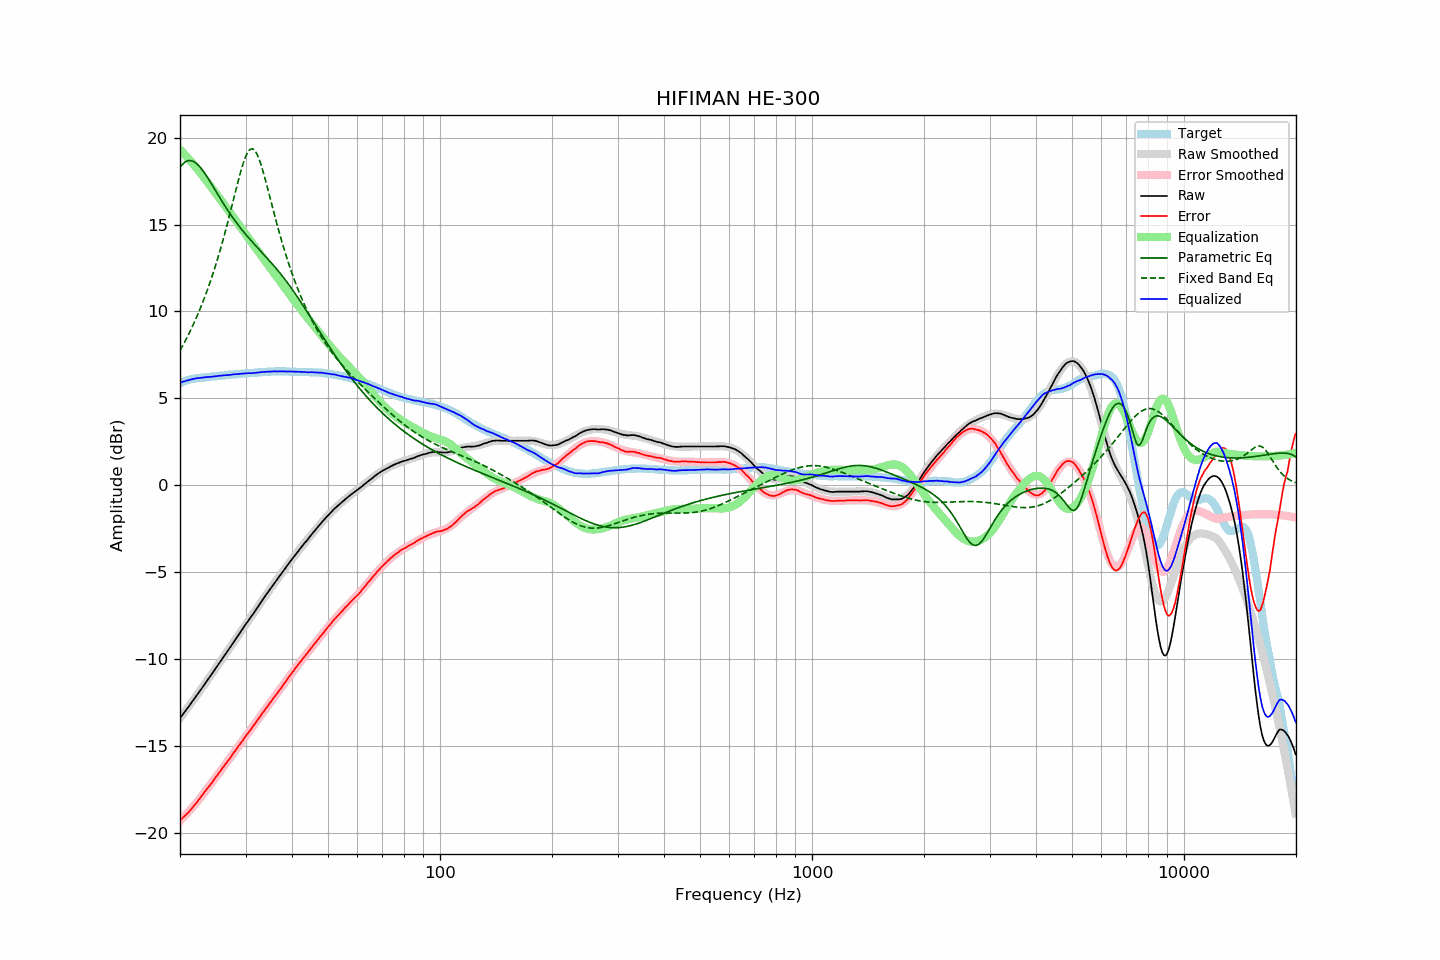 HIFIMAN HE-300
Target
Raw Smoothed
Error Smoothed
Raw
Error
Equalization
Parametric Eq
Fixed Band Eq
Equalized
20
15
10
5
0
−5
−10
−15
−20
Amplitude (dBr)
100
1000
10000
Frequency (Hz)